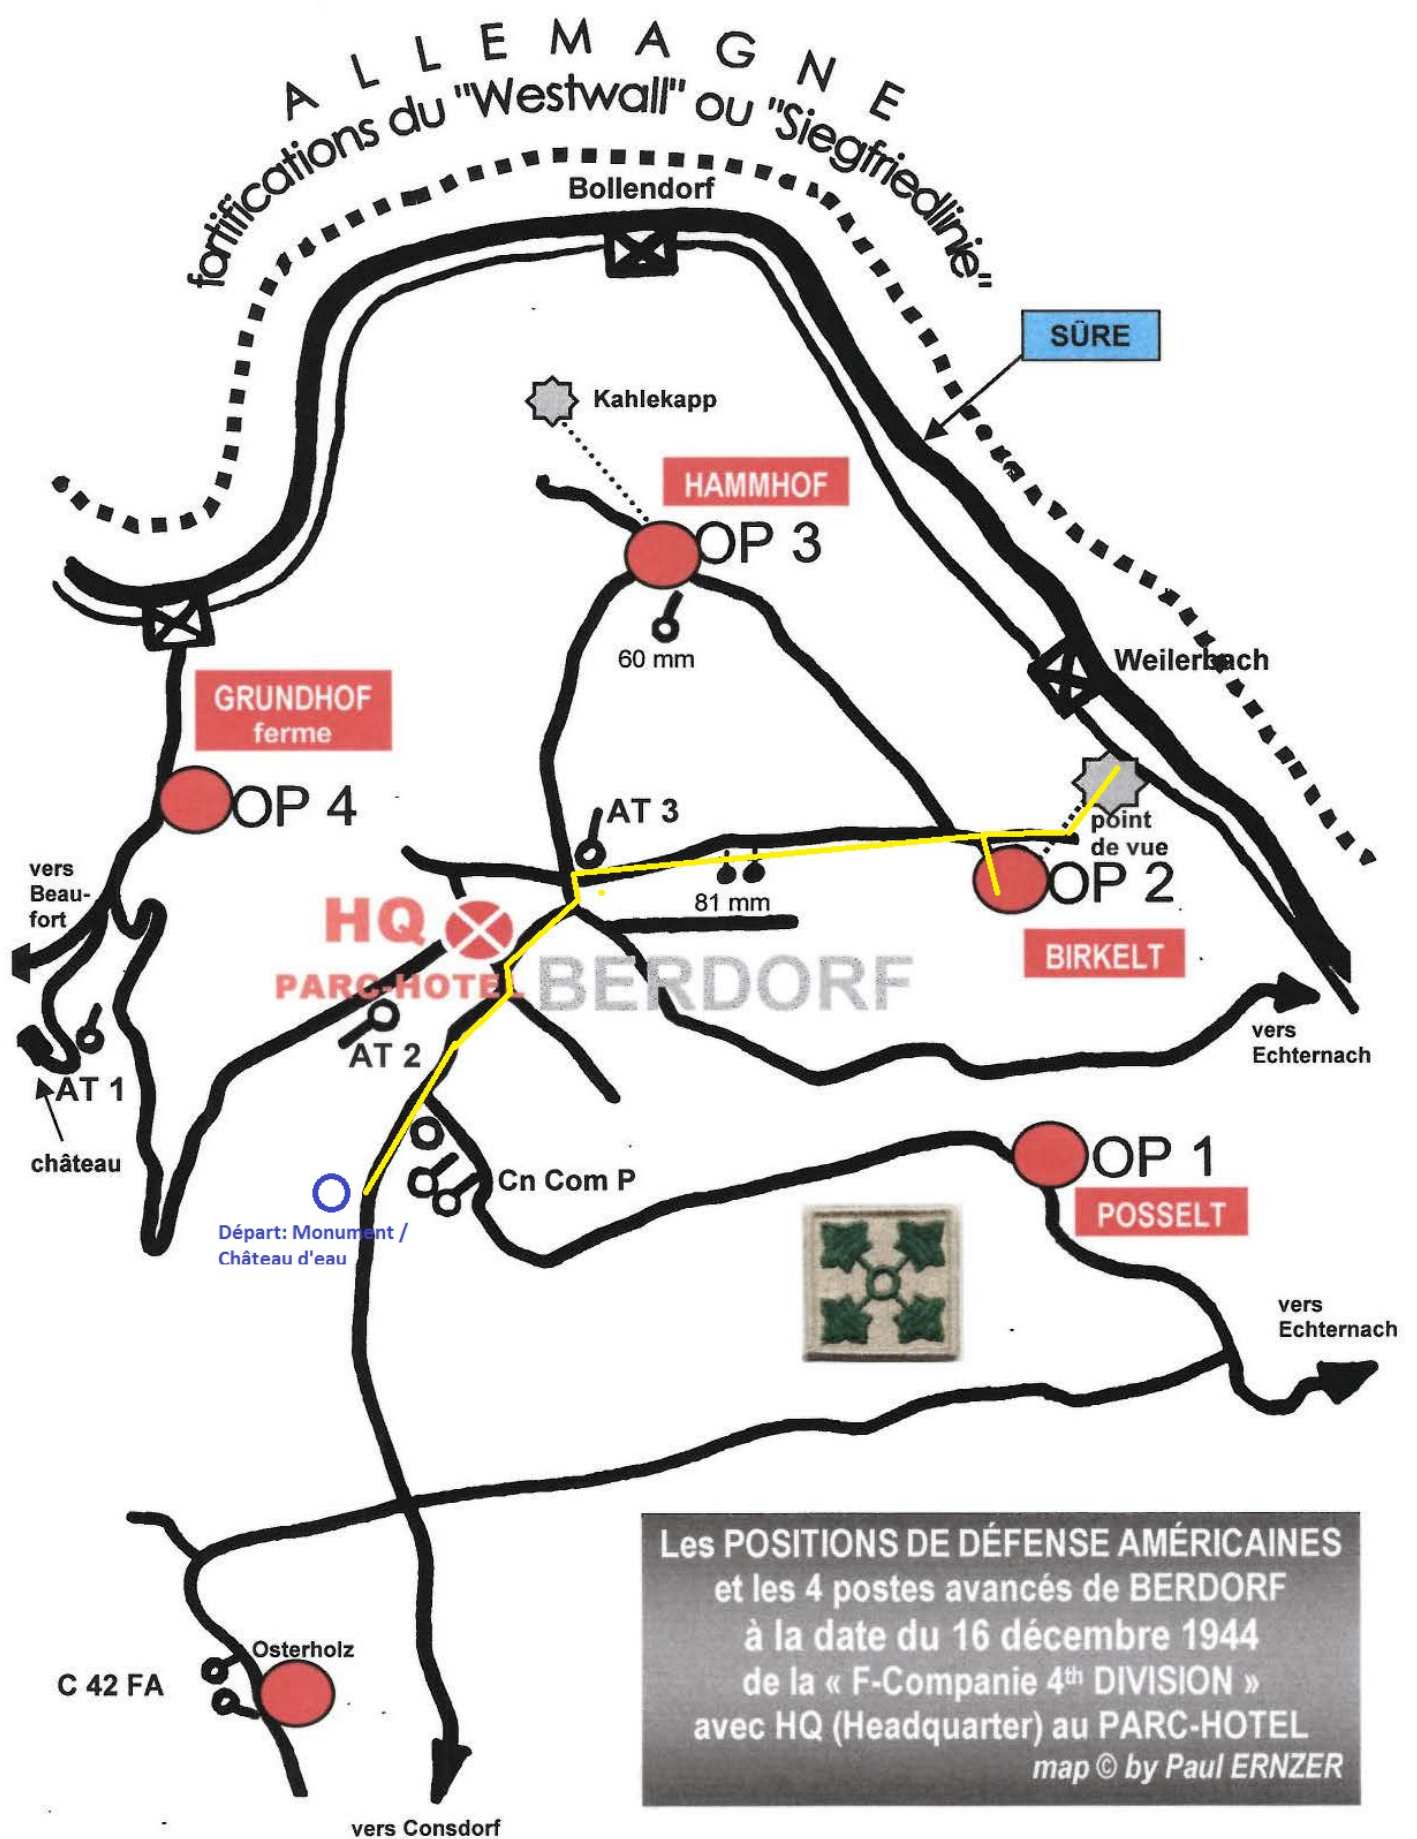 ALLEMAGNE
fortifications du "Westwall" ou "Siegfriedlinie"
Bollendorf
SÛRE
Kahlekapp
HAMMHOF
OP 3
60 mm
Weilerbach
GRUNDHOF
ferme
OP 4
AT 3
point
de vue
OP 2
81 mm
vers
Beau-
fort
HQ
PARC-HOTEL
BERDORF
BIRKELT
vers
Echternach
AT 2
AT 1
château
OP 1
POSSELT
Cn Com P
Départ: Monument /
Château d'eau
vers
Echternach
Osterholz
C 42 FA
vers Consdorf
Les POSITIONS DE DÉFENSE AMÉRICAINES
et les 4 postes avancés de BERDORF
à la date du 16 décembre 1944
de la « F-Companie 4th DIVISION »
avec HQ (Headquarter) au PARC-HOTEL
map © by Paul ERNZER